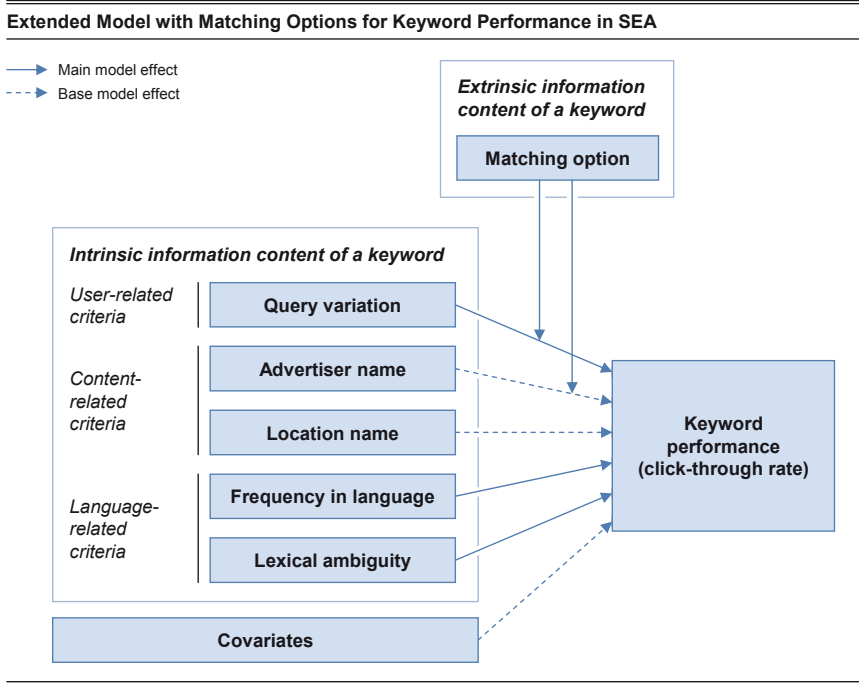 Extended Model with Matching Options for Keyword Performance in SEA
Main model effect
Base model effect
Extrinsic information
content of a keyword
Matching option
Intrinsic information content of a keyword
User-related
criteria
Query variation
Content-
related
criteria
Advertiser name
Location name
Language-
related
criteria
Frequency in language
Lexical ambiguity
Keyword
performance
(click-through rate)
Covariates